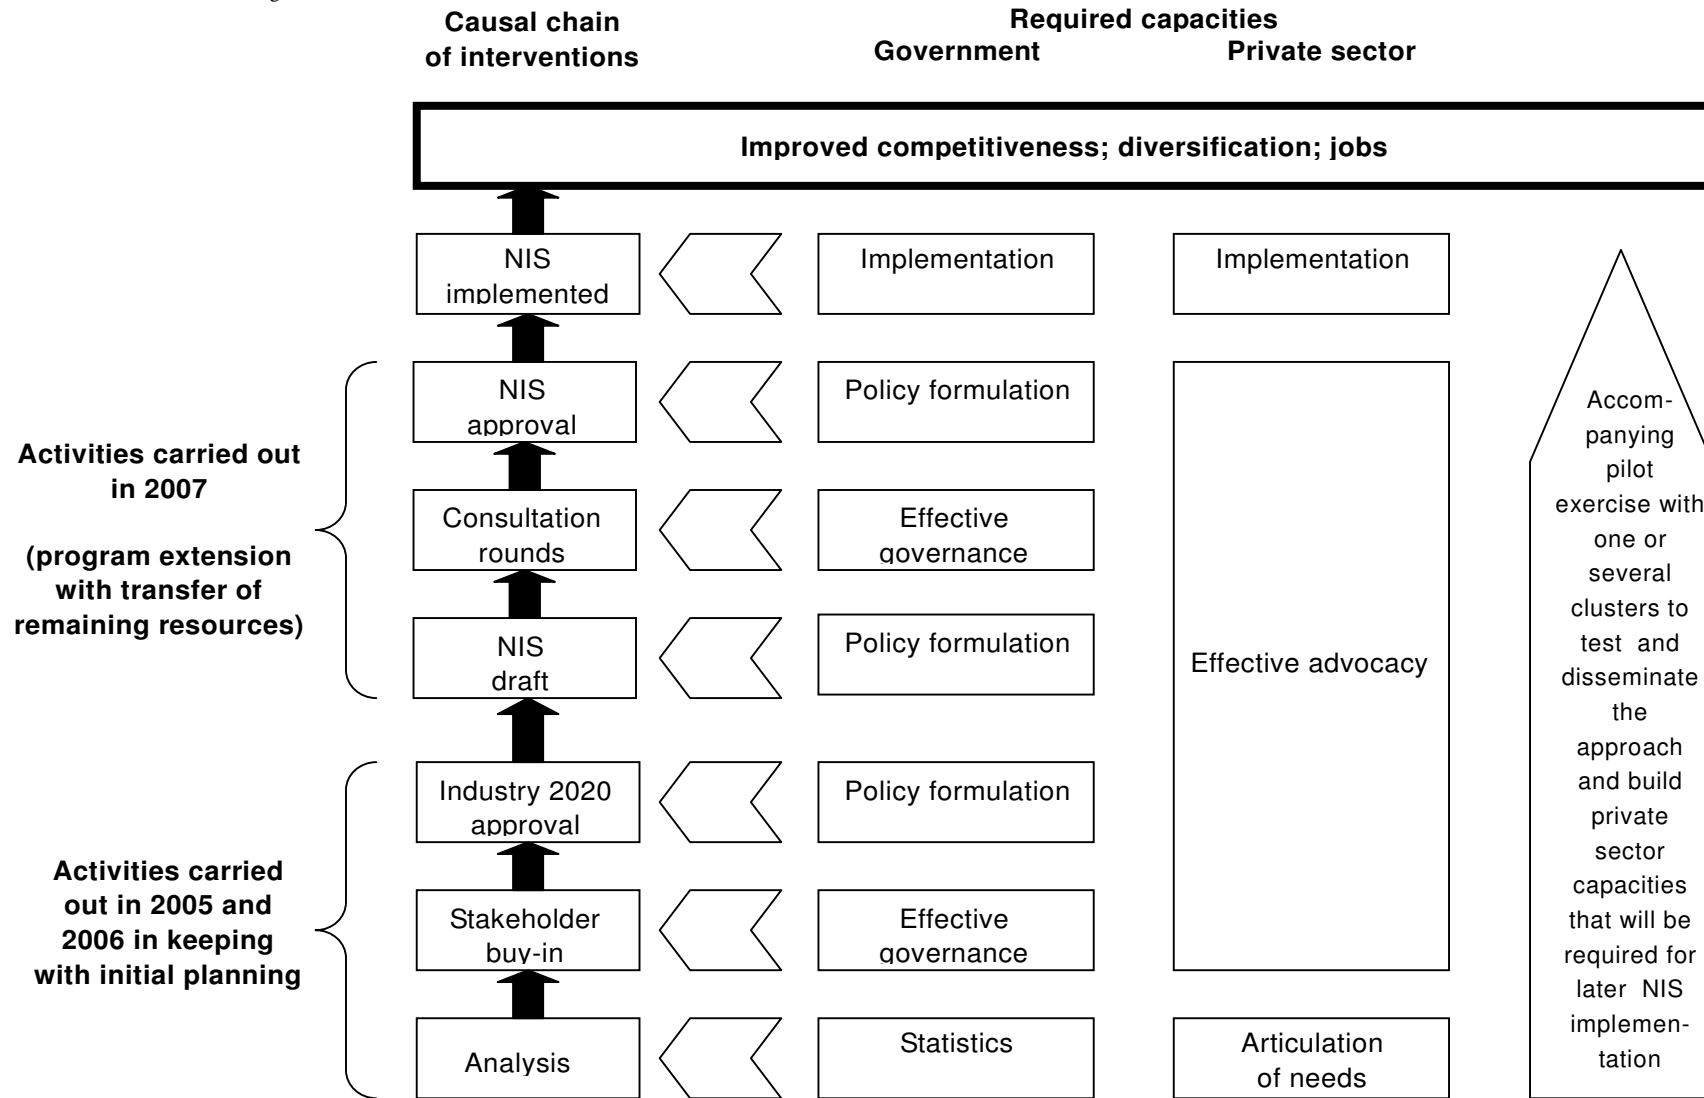 Causal chain
of interventions
Required capacities
Government
Private sector
Improved competitiveness; diversification; jobs
NIS
implemented
Implementation
Implementation
NIS
approval
Policy formulation
Activities carried out
in 2007
(program extension
with transfer of
remaining resources)
Consultation
rounds
Effective
governance
NIS
draft
Policy formulation
Effective advocacy
Industry 2020
approval
Policy formulation
Activities carried
out in 2005 and
2006 in keeping
with initial planning
Stakeholder
buy-in
Effective
governance
Analysis
Statistics
Articulation
of needs
Accom-
panying
pilot
exercise with
one or
several
clusters to
test and
disseminate
the
approach
and build
private
sector
capacities
that will be
required for
later NIS
implemen-
tation